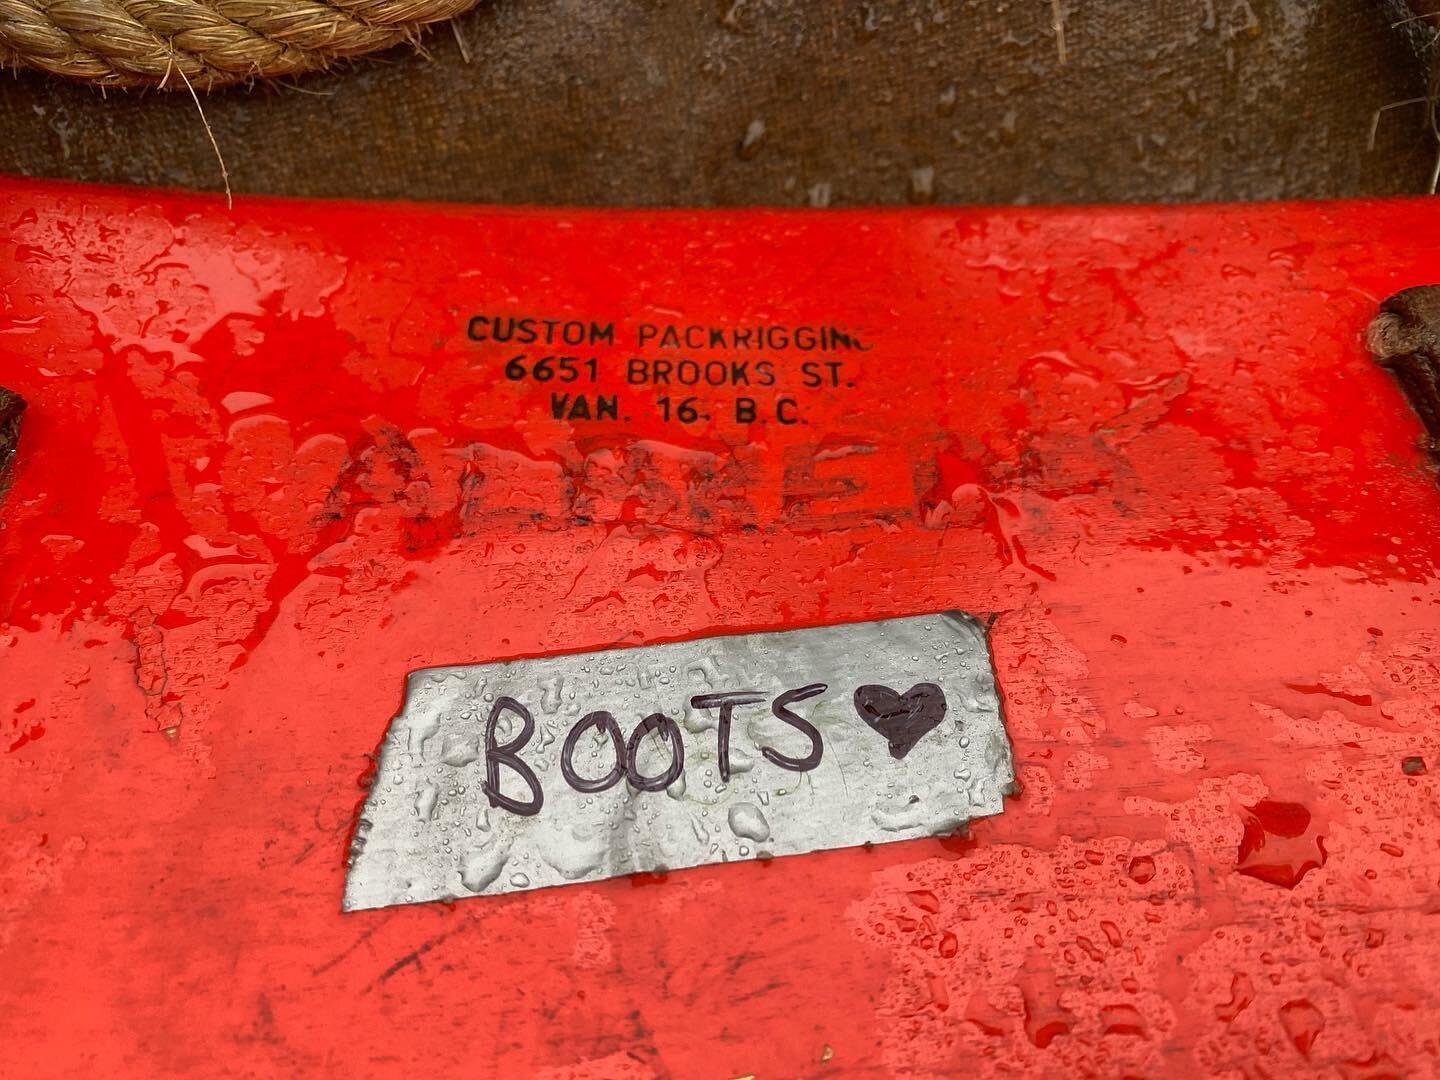 CUSTOM PACKRIGGING
6651 BROOKS ST.
VAN. 16. B.C.
BOOTS ♥